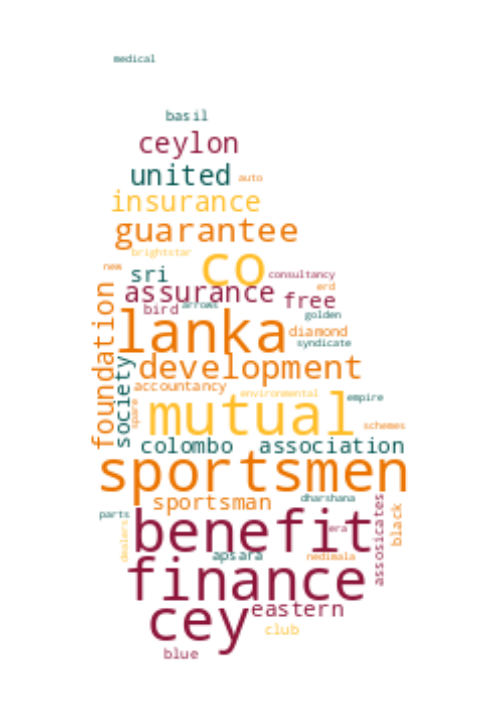 medical
basil
ceylon
united auto
insurance
guarantee
brightstar
new sri co consultancy
assurance free erd
bird arrows golden
foundation lanka diamond
society syndicate
development
accountancy environmental
spare mutual empire
schemes
colombo association
sportsmen
sportsman dharshana
parts benefit era black
dealers apsara nedimala assosicates
finance
cey eastern
club
blue